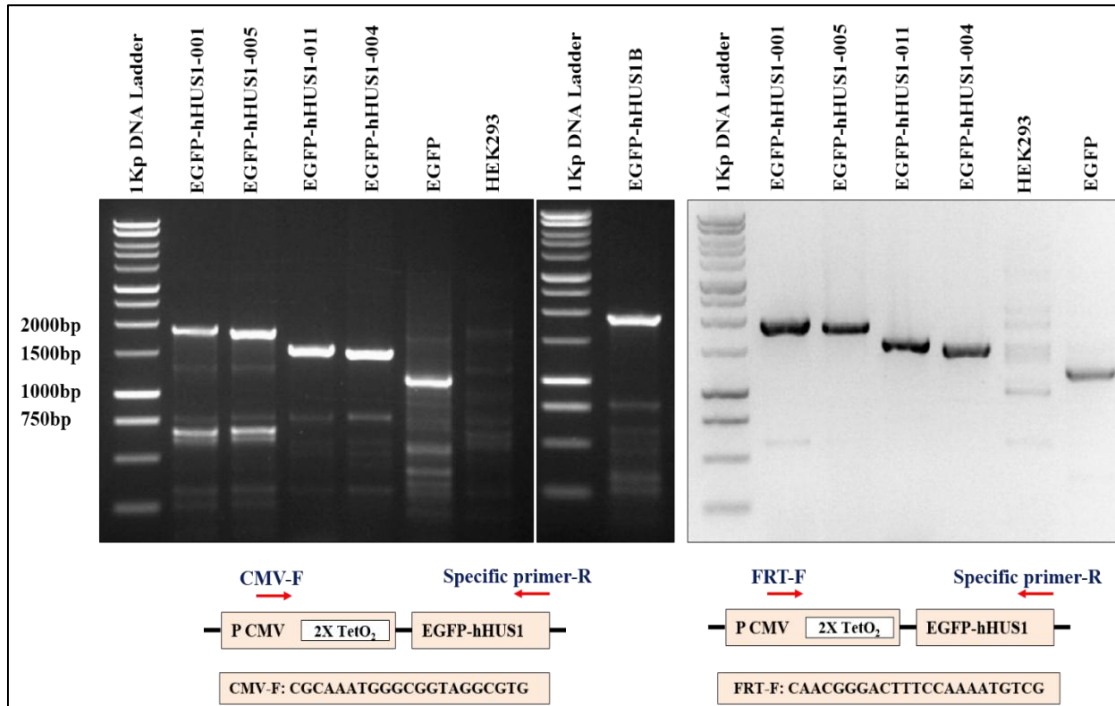 1Kp DNA Ladder
EGFP-hHUS1-001
EGFP-hHUS1-005
EGFP-hHUS1-011
EGFP-hHUS1-004
EGFP
HEK293
1Kp DNA Ladder
EGFP-hHUS1B
1Kp DNA Ladder
EGFP-hHUS1-001
EGFP-hHUS1-005
EGFP-hHUS1-011
EGFP-hHUS1-004
HEK293
EGFP
2000bp
1500bp
1000bp
750bp
CMV-F
Specific primer-R
P CMV
2X TetO₂
EGFP-hHUS1
CMV-F: CGCAAATGGGCGGTAGGCGTG
FRT-F
Specific primer-R
P CMV
2X TetO₂
EGFP-hHUS1
FRT-F: CAACGGGACTTTCCAAAATGTCG